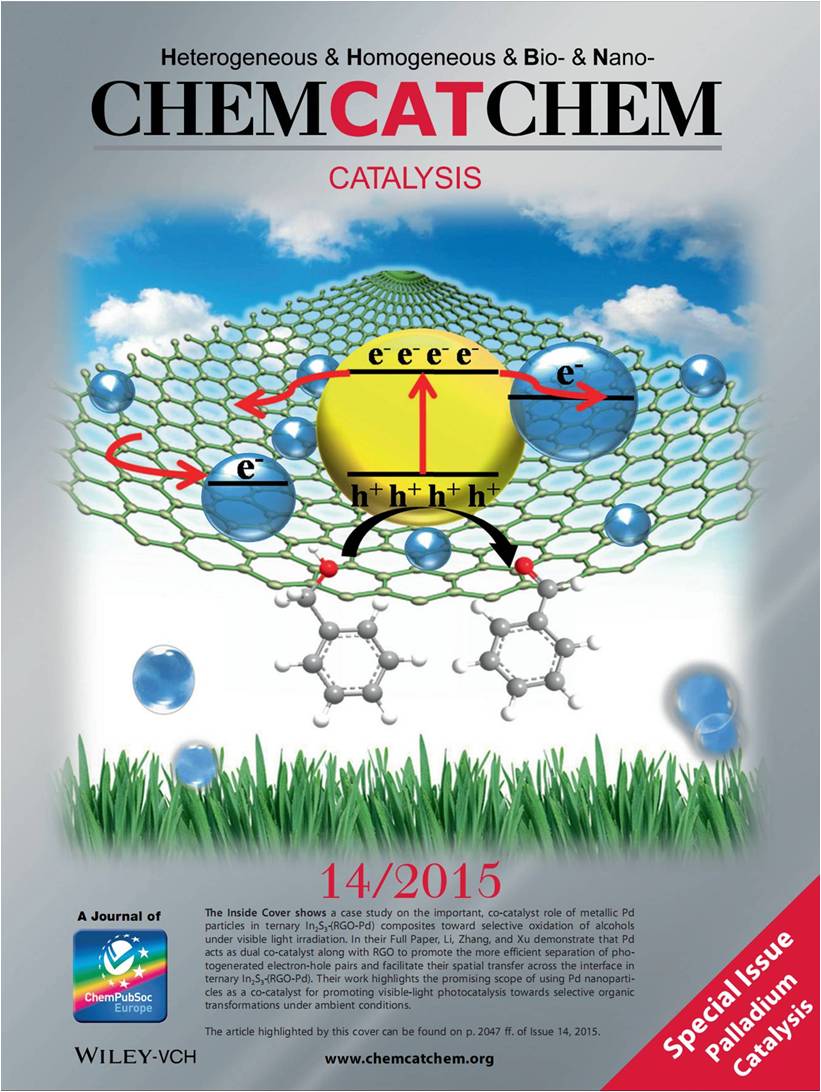 Heterogeneous & Homogeneous & Bio- & Nano-
CHEMCATCHEM
CATALYSIS
e⁻ e⁻ e⁻ e⁻
e⁻
e⁻
h⁺ h⁺ h⁺ h⁺
14/2015
A Journal of
ChemPubSoc
Europe
The Inside Cover shows a case study on the important, co-catalyst role of metallic Pd
particles in ternary In₂S₃-(RGO-Pd) composites toward selective oxidation of alcohols
under visible light irradiation. In their Full Paper, Li, Zhang, and Xu demonstrate that Pd
acts as dual co-catalyst along with RGO to promote the more efficient separation of pho-
togenerated electron-hole pairs and facilitate their spatial transfer across the interface in
ternary In₂S₃-(RGO-Pd). Their work highlights the promising scope of using Pd nanoparti-
cles as a co-catalyst for promoting visible-light photocatalysis towards selective organic
transformations under ambient conditions.
The article highlighted by this cover can be found on p. 2047 ff. of Issue 14, 2015.
WILEY-VCH
www.chemcatchem.org
Special Issue
Palladium
Catalysis